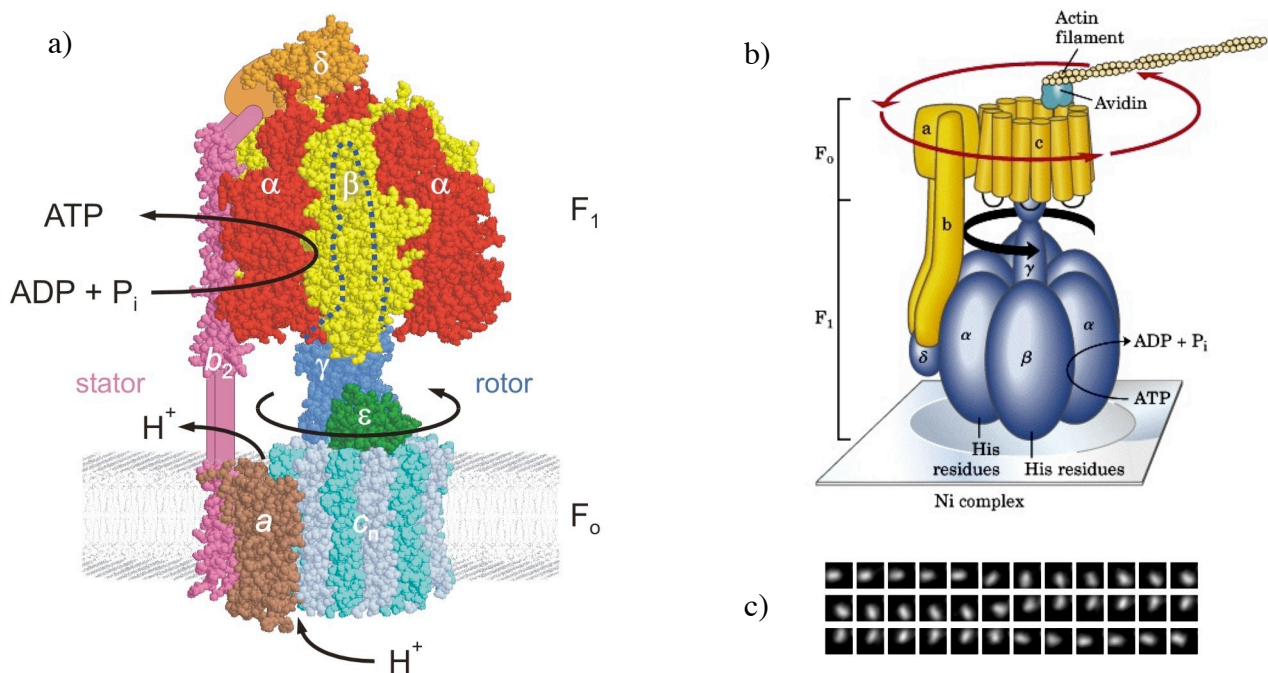 a)
δ
α
β
α
F₁
ATP
ADP + Pᵢ
b₂
γ
stator
rotor
ε
H⁺
a
cₙ
Fₒ
H⁺
b)
Actin
filament
Avidin
a
c
Fₒ
b
γ
F₁
α
α
β
δ
ADP + Pᵢ
ATP
His
residues
His residues
Ni complex
c)